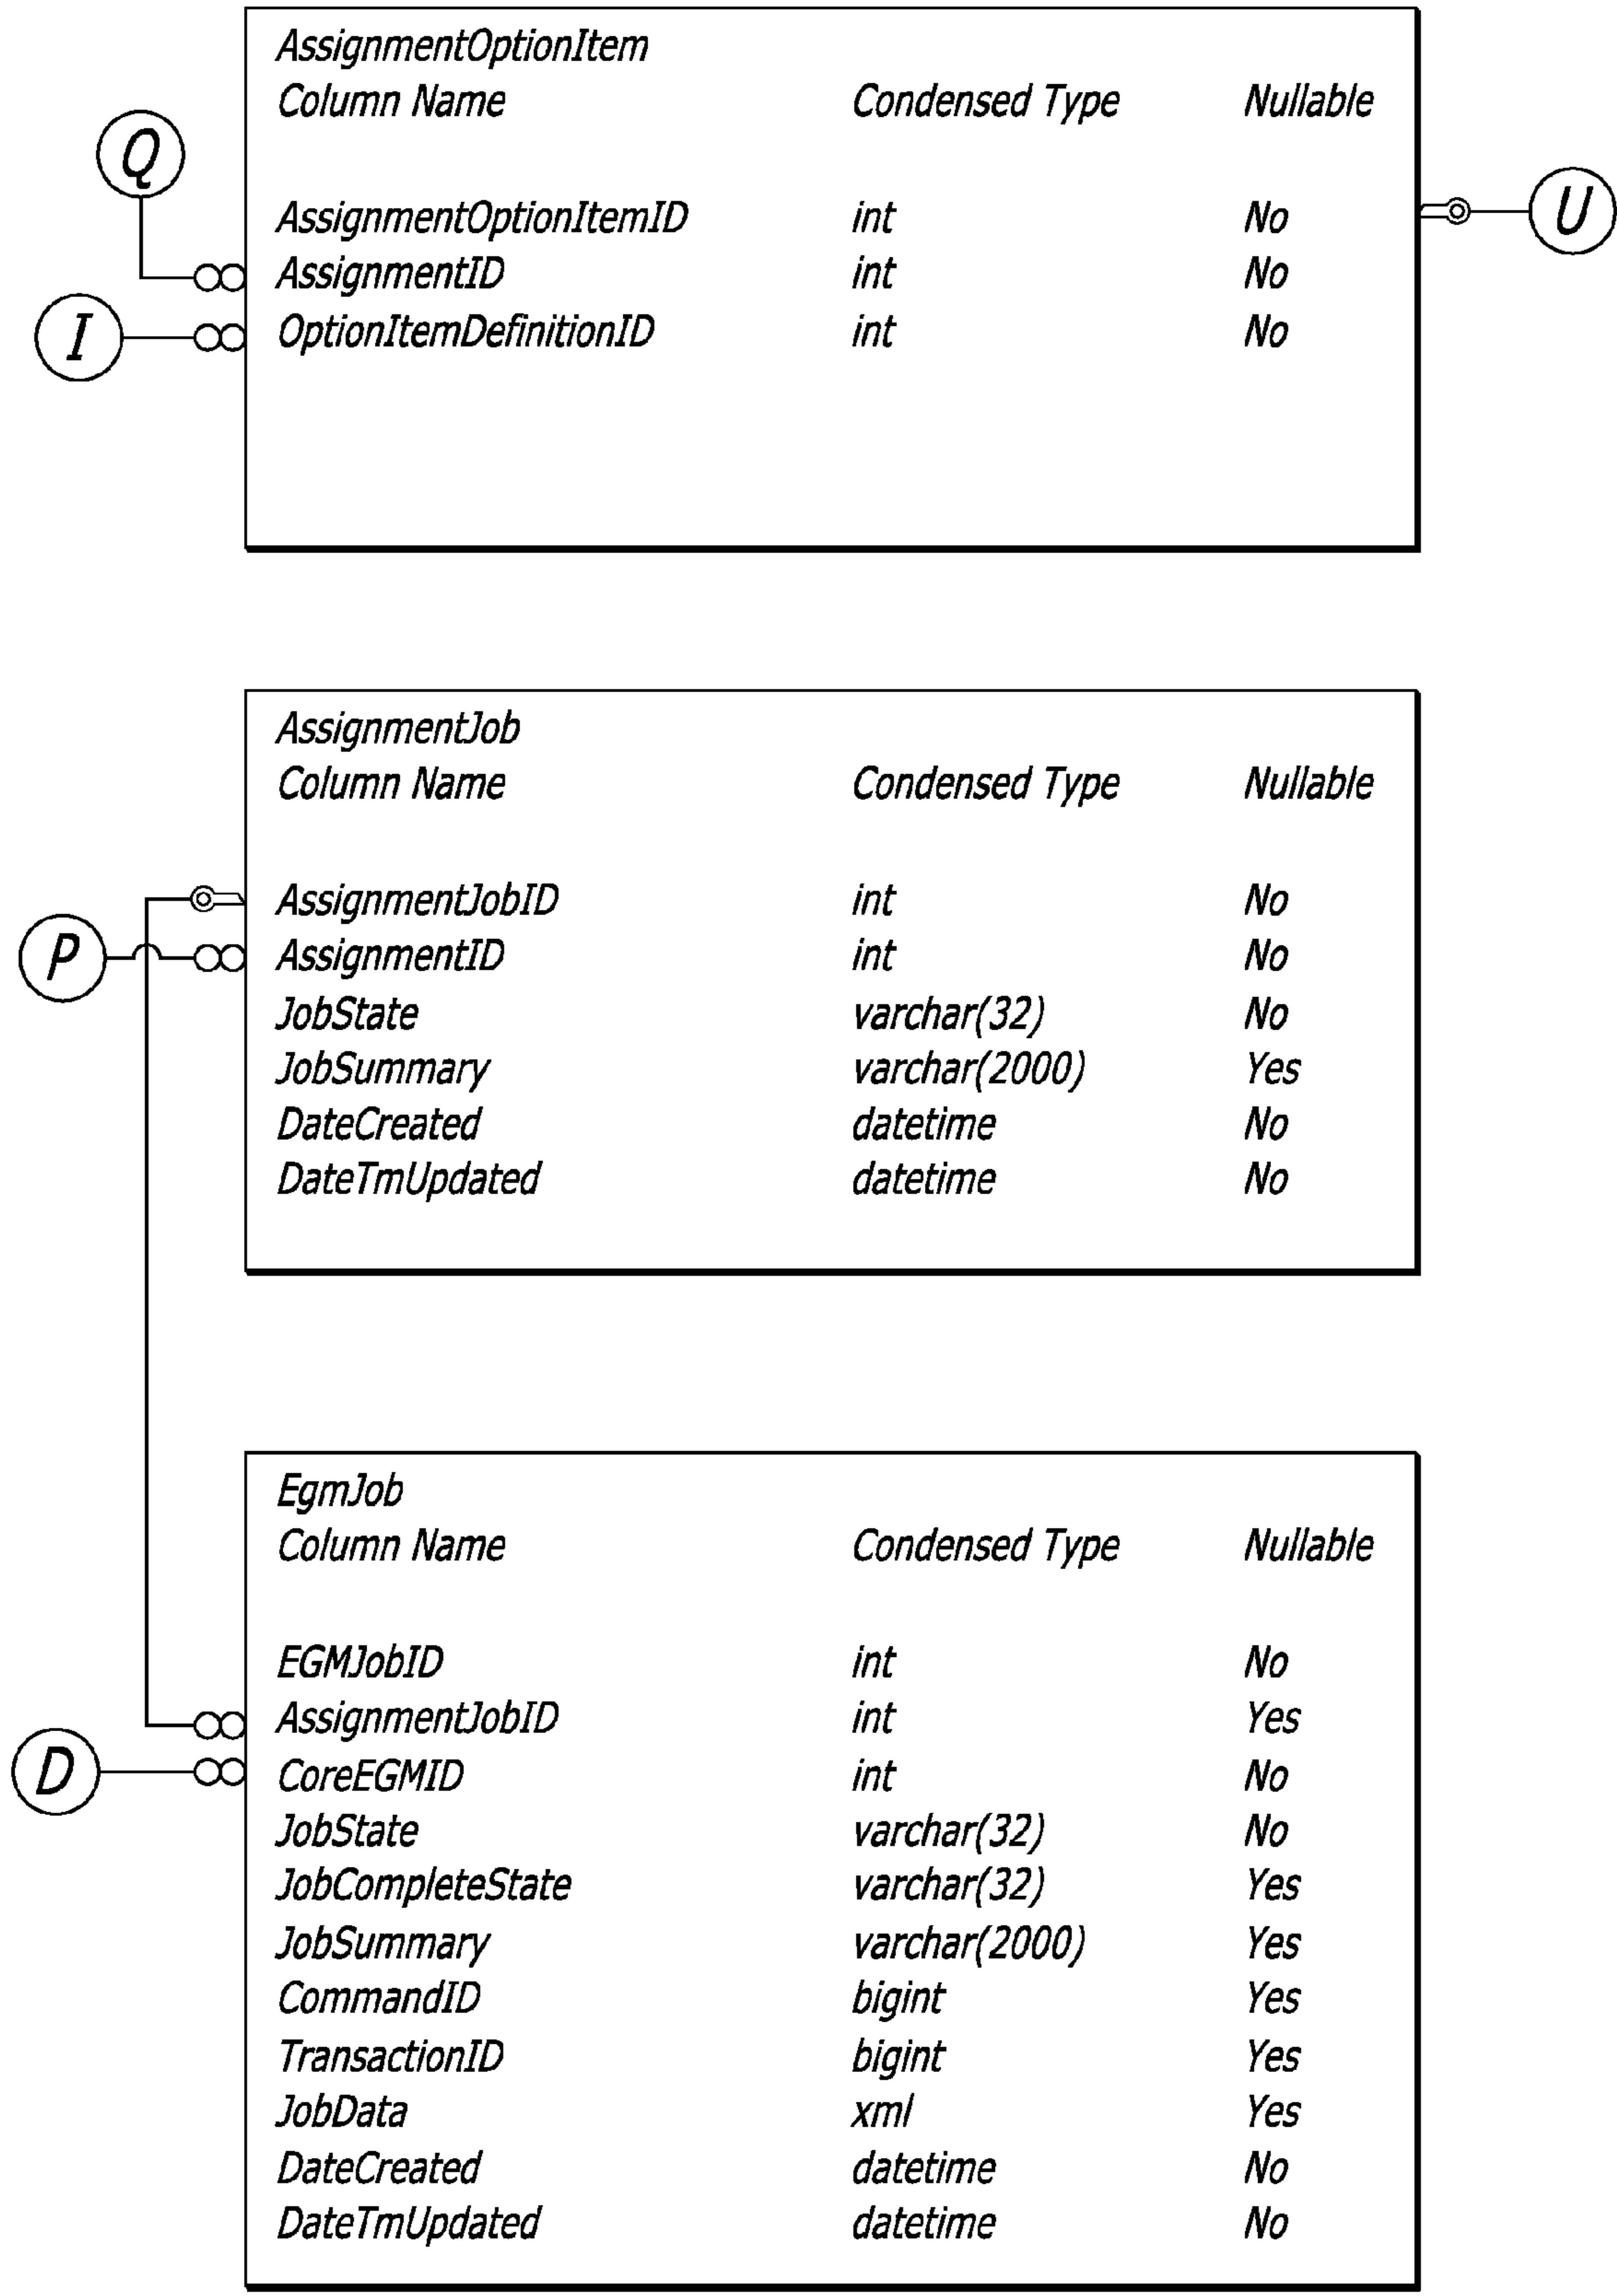 AssignmentOptionItem
Column Name Condensed Type Nullable
Q
AssignmentOptionItemID int No
U
AssignmentID int No
I
OptionItemDefinitionID int No
AssignmentJob
Column Name Condensed Type Nullable
AssignmentJobID int No
P
AssignmentID int No
JobState varchar(32) No
JobSummary varchar(2000) Yes
DateCreated datetime No
DateTmUpdated datetime No
EgmJob
Column Name Condensed Type Nullable
EGMJobID int No
AssignmentJobID int Yes
D
CoreEGMID int No
JobState varchar(32) No
JobCompleteState varchar(32) Yes
JobSummary varchar(2000) Yes
CommandID bigint Yes
TransactionID bigint Yes
JobData xml Yes
DateCreated datetime No
DateTmUpdated datetime No